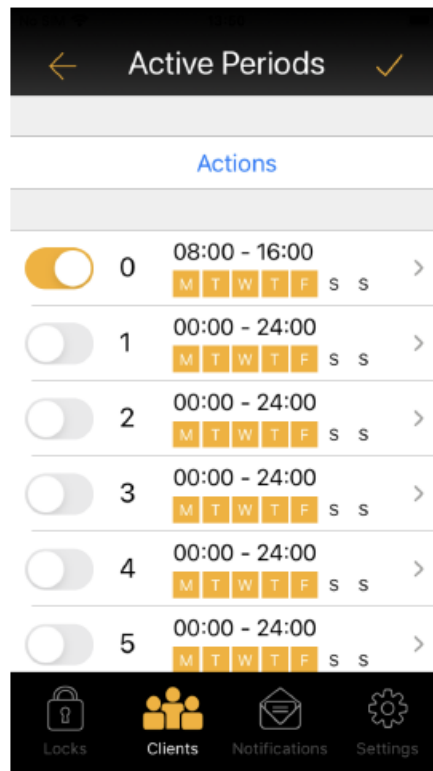 Active Periods
Actions
0 08:00 - 16:00
M T W T F S S
1 00:00 - 24:00
M T W T F S S
2 00:00 - 24:00
M T W T F S S
3 00:00 - 24:00
M T W T F S S
4 00:00 - 24:00
M T W T F S S
5 00:00 - 24:00
M T W T F S S
Locks Clients Notifications Settings